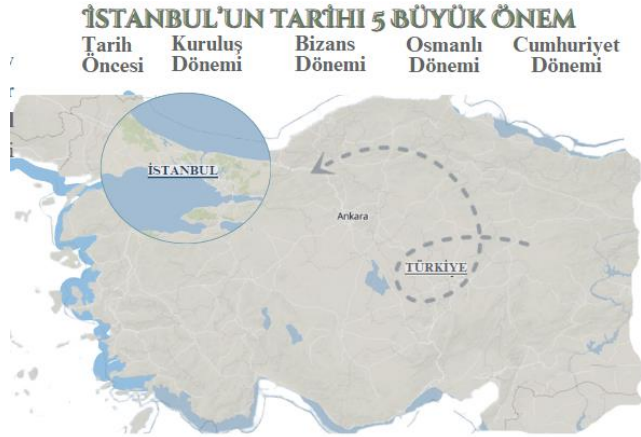 İSTANBUL'UN TARİHI 5 BÜYÜK ÖNEM
Tarih Öncesi
Kuruluş Dönemi
Bizans Dönemi
Osmanlı Dönemi
Cumhuriyet Dönemi
İSTANBUL
Ankara
TÜRKİYE